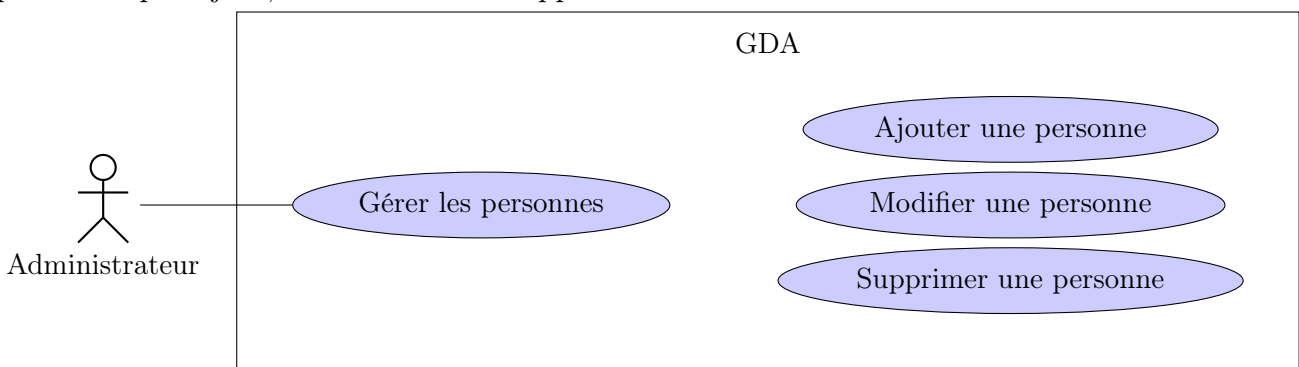 GDA
Ajouter une personne
Gérer les personnes
Modifier une personne
Administrateur
Supprimer une personne